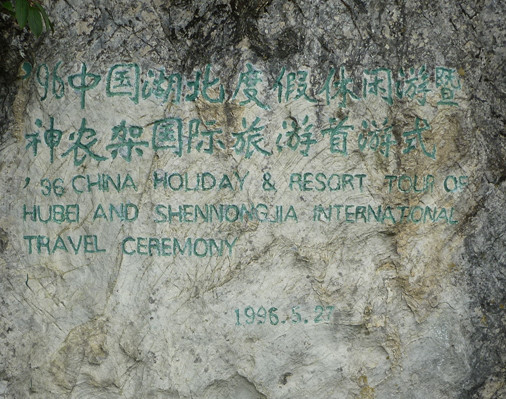 '96中国湖北度假休闲游暨
神农架国际旅游首游式
'96 CHINA HOLIDAY & RESORT TOUR OF
HUBEI AND SHENNONGJIA INTERNATIONAL
TRAVEL CEREMONY
1996.5.27